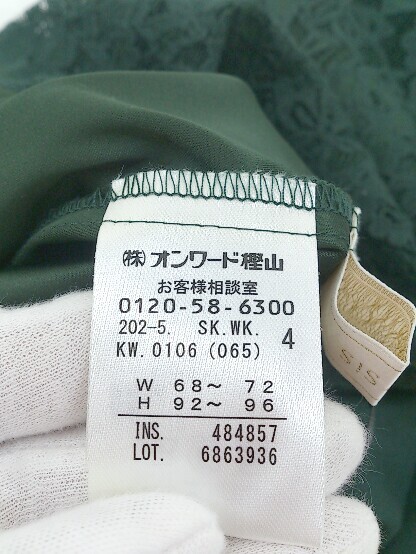 ㈱オンワード樫山
お客様相談室
0120-58-6300
202-5. SK.WK.
KW.0106(065) 4
W 68〜 72
H 92〜 96
INS. 484857
LOT. 6863936
SIS